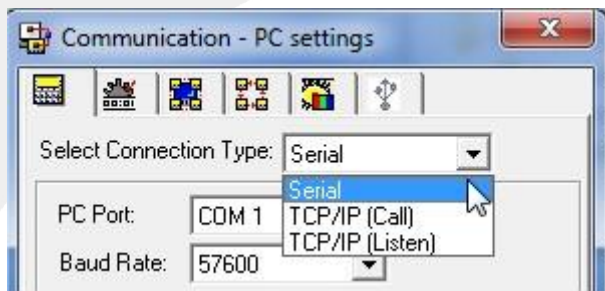 Communication - PC settings
Select Connection Type: Serial
Serial
PC Port: COM 1 TCP/IP (Call)
TCP/IP (Listen)
Baud Rate: 57600